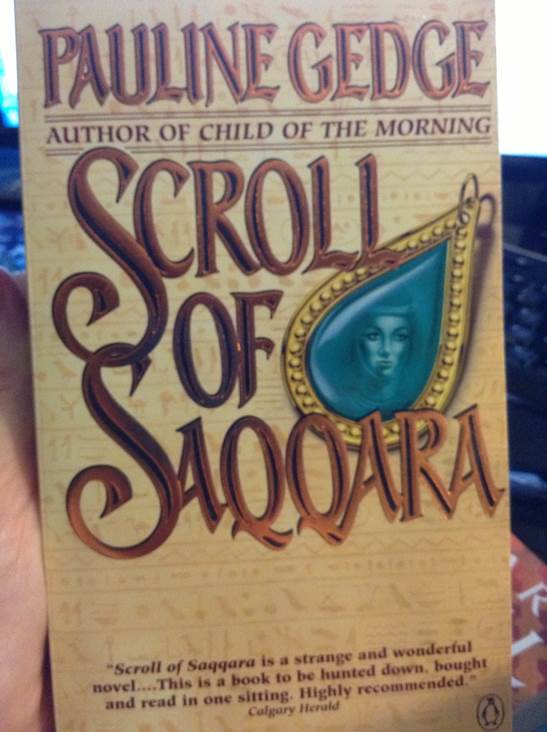 PAULINE GEDGE
AUTHOR OF CHILD OF THE MORNING
SCROLL
OF
SAQQARA
"Scroll of Saqqara is a strange and wonderful
novel....This is a book to be hunted down, bought
and read in one sitting. Highly recommended."
Calgary Herald